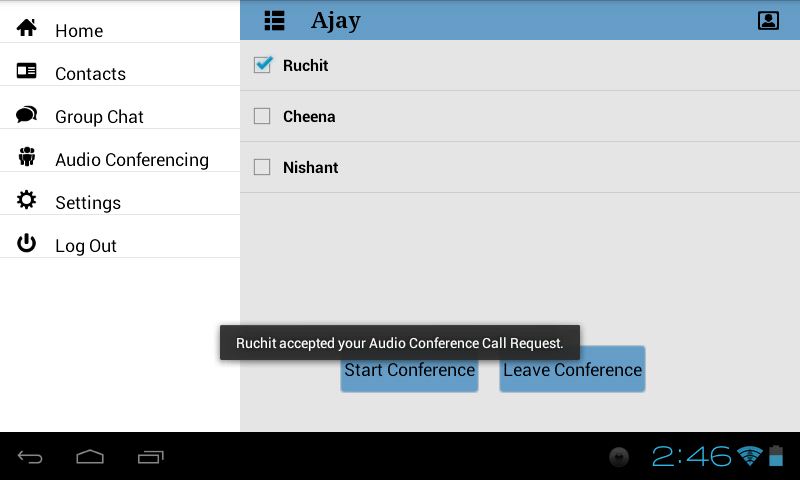 Home
Contacts
Group Chat
Audio Conferencing
Settings
Log Out
Ajay
Ruchit
Cheena
Nishant
Ruchit accepted your Audio Conference Call Request.
Start Conference
Leave Conference
2:46